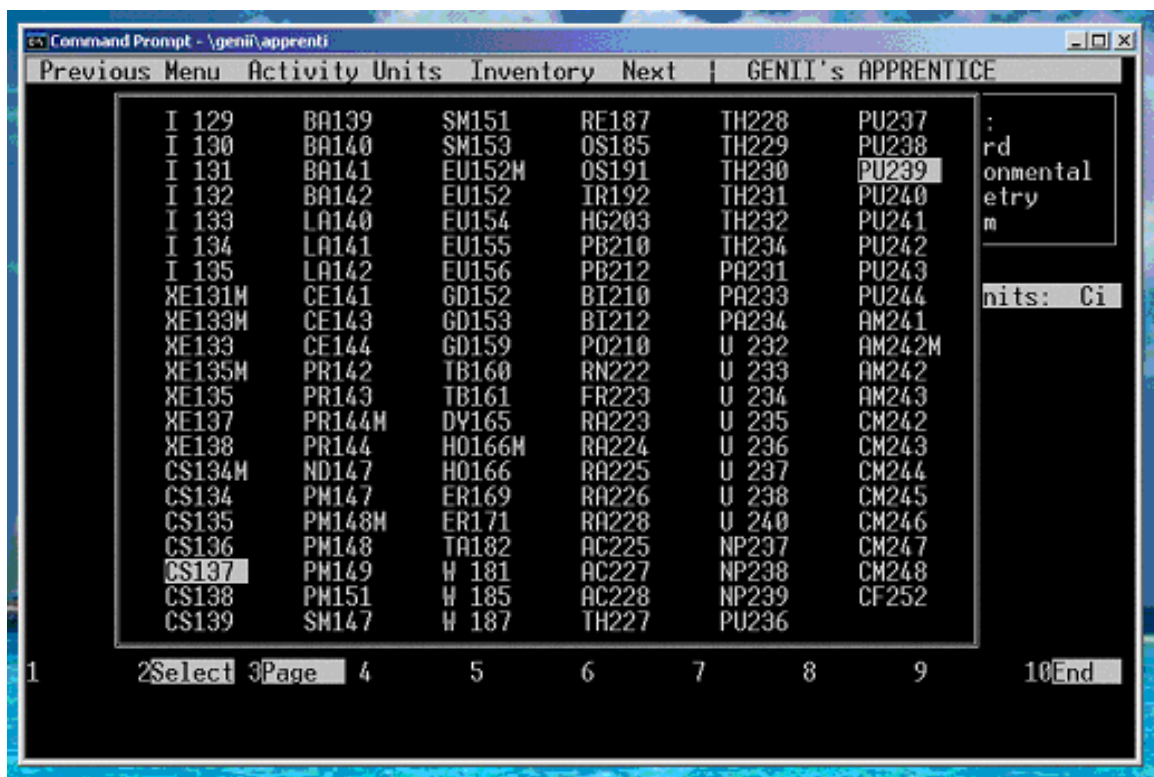 Command Prompt - \genii\apprenti
Previous Menu Activity Units Inventory Next | GENII's APPRENTICE
I 129 BA139 SM151 RE187 TH228 PU237 :
I 130 BA140 SM153 OS185 TH229 PU238 rd
I 131 BA141 EU152M OS191 TH230 PU239 onmental
I 132 BA142 EU152 IR192 TH231 PU240 etry
I 133 LA140 EU154 HG203 TH232 PU241 m
I 134 LA141 EU155 PB210 TH234 PU242
I 135 LA142 EU156 PB212 PA231 PU243
XE131M CE141 GD152 BI210 PA233 PU244 nits: Ci
XE133M CE143 GD153 BI212 PA234 AM241
XE133 CE144 GD159 PO210 U 232 AM242M
XE135M PR142 TB160 RN222 U 233 AM242
XE135 PR143 TB161 FR223 U 234 AM243
XE137 PR144M DY165 RA223 U 235 CM242
XE138 PR144 HO166M RA224 U 236 CM243
CS134M ND147 HO166 RA225 U 237 CM244
CS134 PM147 ER169 RA226 U 238 CM245
CS135 PM148M ER171 RA228 U 240 CM246
CS136 PM148 TA182 AC225 NP237 CM247
CS137 PM149 W 181 AC227 NP238 CM248
CS138 PM151 W 185 AC228 NP239 CF252
CS139 SM147 W 187 TH227 PU236
1 2Select 3Page 4 5 6 7 8 9 10End